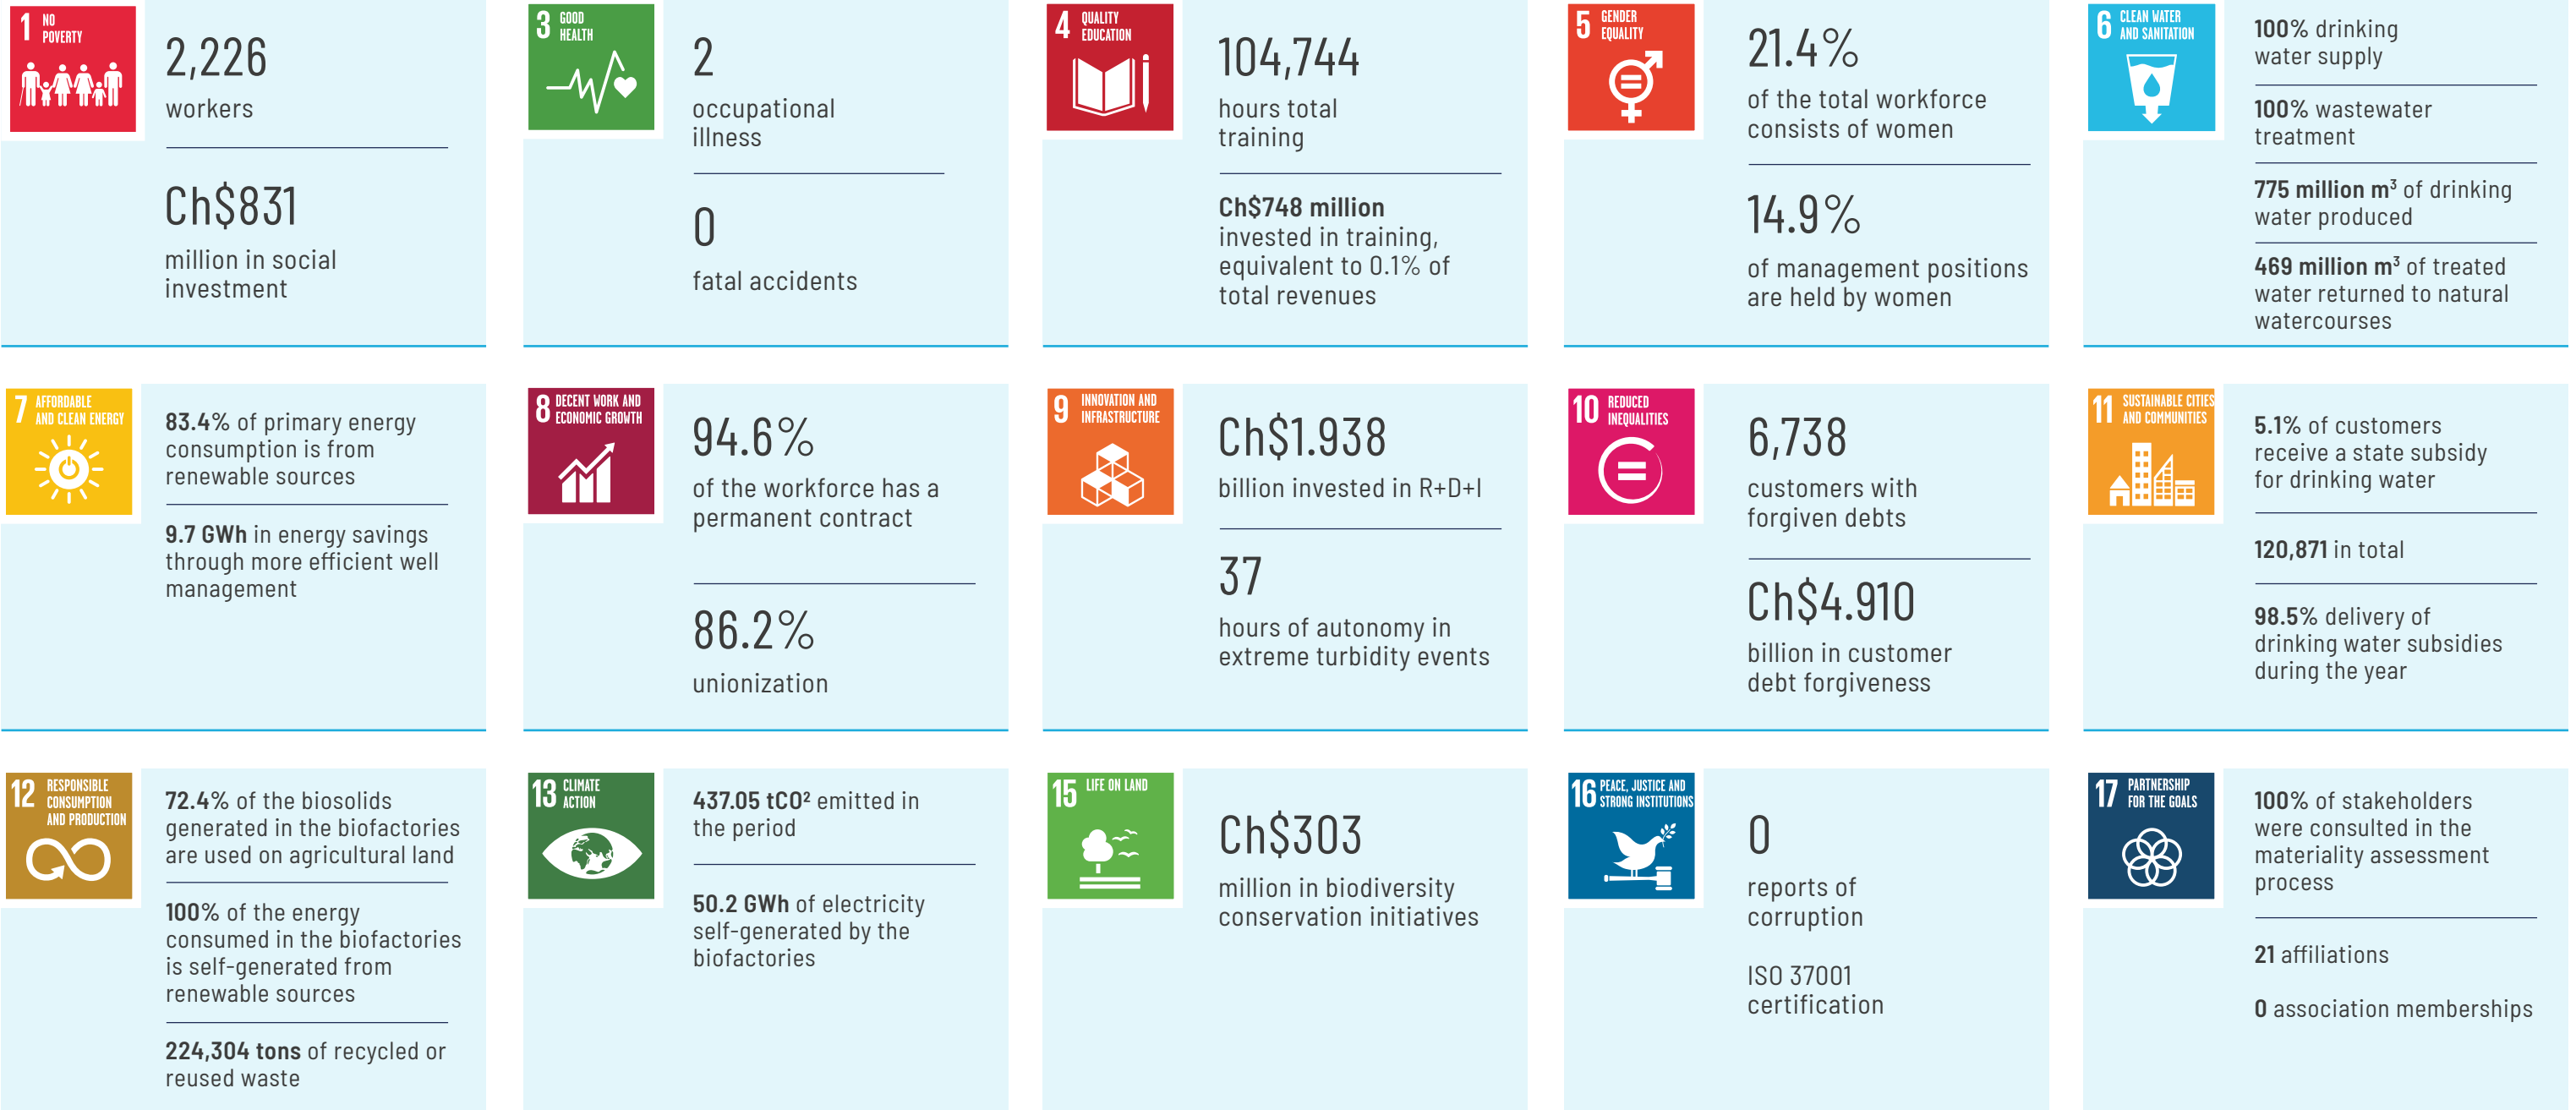 1 NO
POVERTY
2,226
workers
Ch$831
million in social
investment
3 GOOD
HEALTH
2
occupational
illness
0
fatal accidents
4 QUALITY
EDUCATION
104,744
hours total
training
Ch$748 million
invested in training,
equivalent to 0.1% of
total revenues
5 GENDER
EQUALITY
21.4%
of the total workforce
consists of women
14.9%
of management positions
are held by women
6 CLEAN WATER
AND SANITATION
100% drinking
water supply
100% wastewater
treatment
775 million m³ of drinking
water produced
469 million m³ of treated
water returned to natural
watercourses
7 AFFORDABLE
AND CLEAN ENERGY
83.4% of primary energy
consumption is from
renewable sources
9.7 GWh in energy savings
through more efficient well
management
8 DECENT WORK AND
ECONOMIC GROWTH
94.6%
of the workforce has a
permanent contract
86.2%
unionization
9 INNOVATION AND
INFRASTRUCTURE
Ch$1.938
billion invested in R+D+I
37
hours of autonomy in
extreme turbidity events
10 REDUCED
INEQUALITIES
6,738
customers with
forgiven debts
Ch$4.910
billion in customer
debt forgiveness
11 SUSTAINABLE CITIES
AND COMMUNITIES
5.1% of customers
receive a state subsidy
for drinking water
120,871 in total
98.5% delivery of
drinking water subsidies
during the year
12 RESPONSIBLE
CONSUMPTION
AND PRODUCTION
72.4% of the biosolids
generated in the biofactories
are used on agricultural land
100% of the energy
consumed in the biofactories
is self-generated from
renewable sources
224,304 tons of recycled or
reused waste
13 CLIMATE
ACTION
437.05 tCO² emitted in
the period
50.2 GWh of electricity
self-generated by the
biofactories
15 LIFE ON LAND
Ch$303
million in biodiversity
conservation initiatives
16 PEACE, JUSTICE AND
STRONG INSTITUTIONS
0
reports of
corruption
ISO 37001
certification
17 PARTNERSHIP
FOR THE GOALS
100% of stakeholders
were consulted in the
materiality assessment
process
21 affiliations
0 association memberships